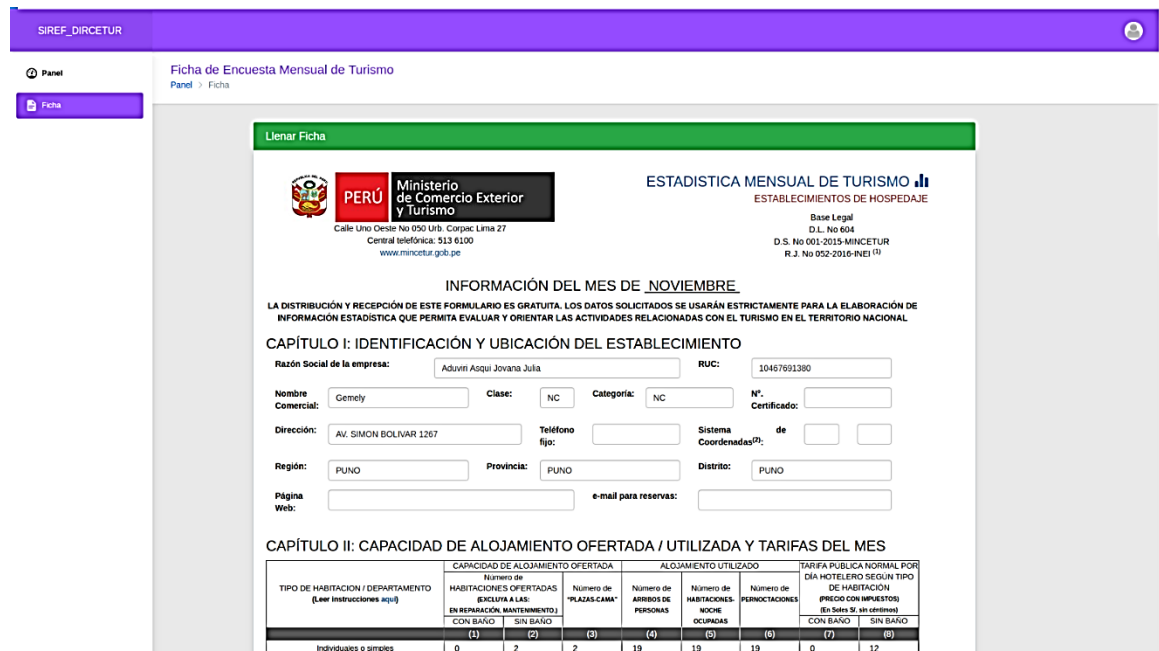 SIREF_DIRCETUR
Panel
Ficha
Ficha de Encuesta Mensual de Turismo
Panel > Ficha
Llenar Ficha
PERÚ
Ministerio
de Comercio Exterior
y Turismo
Calle Uno Oeste No 050 Urb. Corpac Lima 27
Central telefónica: 513 6100
www.mincetur.gob.pe
ESTADISTICA MENSUAL DE TURISMO
ESTABLECIMIENTOS DE HOSPEDAJE
Base Legal
D.L. No 604
D.S. No 001-2015-MINCETUR
R.J. No 052-2016-INEI (1)
INFORMACIÓN DEL MES DE NOVIEMBRE
LA DISTRIBUCIÓN Y RECEPCIÓN DE ESTE FORMULARIO ES GRATUITA. LOS DATOS SOLICITADOS SE USARÁN ESTRICTAMENTE PARA LA ELABORACIÓN DE
INFORMACIÓN ESTADÍSTICA QUE PERMITA EVALUAR Y ORIENTAR LAS ACTIVIDADES RELACIONADAS CON EL TURISMO EN EL TERRITORIO NACIONAL
CAPÍTULO I: IDENTIFICACIÓN Y UBICACIÓN DEL ESTABLECIMIENTO
Razón Social de la empresa: Aduviri Asqui Jovana Julia RUC: 10467691380
Nombre Comercial: Gemely Clase: NC Categoría: NC Nº. Certificado:
Dirección: AV. SIMON BOLIVAR 1267 Teléfono fijo: Sistema de Coordenadas(2):
Región: PUNO Provincia: PUNO Distrito: PUNO
Página Web: e-mail para reservas:
CAPÍTULO II: CAPACIDAD DE ALOJAMIENTO OFERTADA / UTILIZADA Y TARIFAS DEL MES
TIPO DE HABITACION / DEPARTAMENTO
(Leer instrucciones aquí)
CAPACIDAD DE ALOJAMIENTO OFERTADA
Número de
HABITACIONES OFERTADAS
(EXCLUYA A LAS:
EN REPARACIÓN, MANTENIMIENTO.)
CON BAÑO SIN BAÑO
Número de
"PLAZAS-CAMA"
ALOJAMIENTO UTILIZADO
Número de
ARRIBOS DE
PERSONAS
Número de
HABITACIONES-
NOCHE
OCUPADAS
Número de
PERNOCTACIONES
TARIFA PUBLICA NORMAL POR
DÍA HOTELERO SEGÚN TIPO
DE HABITACIÓN
(PRECIO CON IMPUESTOS)
(En Soles S/. sin céntimos)
CON BAÑO SIN BAÑO
(1) (2) (3) (4) (5) (6) (7) (8)
Individuales o simples 0 2 2 19 19 19 0 12